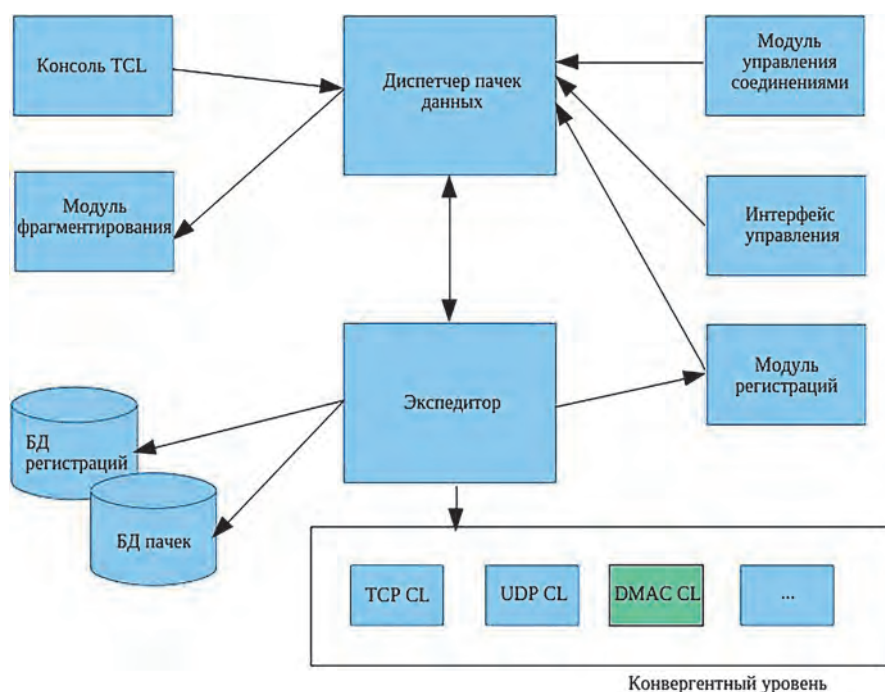 Консоль TCL
Диспетчер пачек
данных
Модуль
управления
соединениями
Модуль
фрагментирования
Интерфейс
управления
Экспедитор
Модуль
регистраций
БД
регистраций
БД пачек
TCP CL
UDP CL
DMAC CL
...
Конвергентный уровень